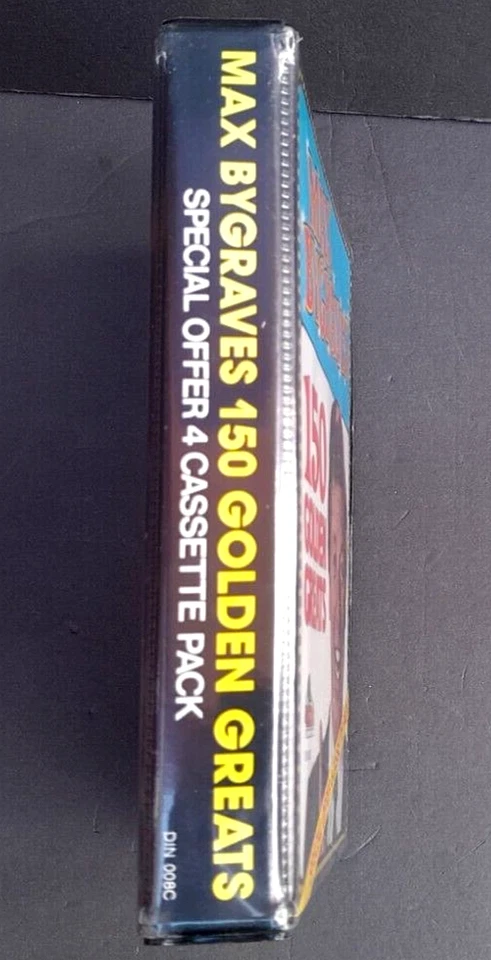 MAX BYGRAVES 150 GOLDEN GREATS
SPECIAL OFFER 4 CASSETTE PACK
DIN 008C
150
GOLDEN
GREATS